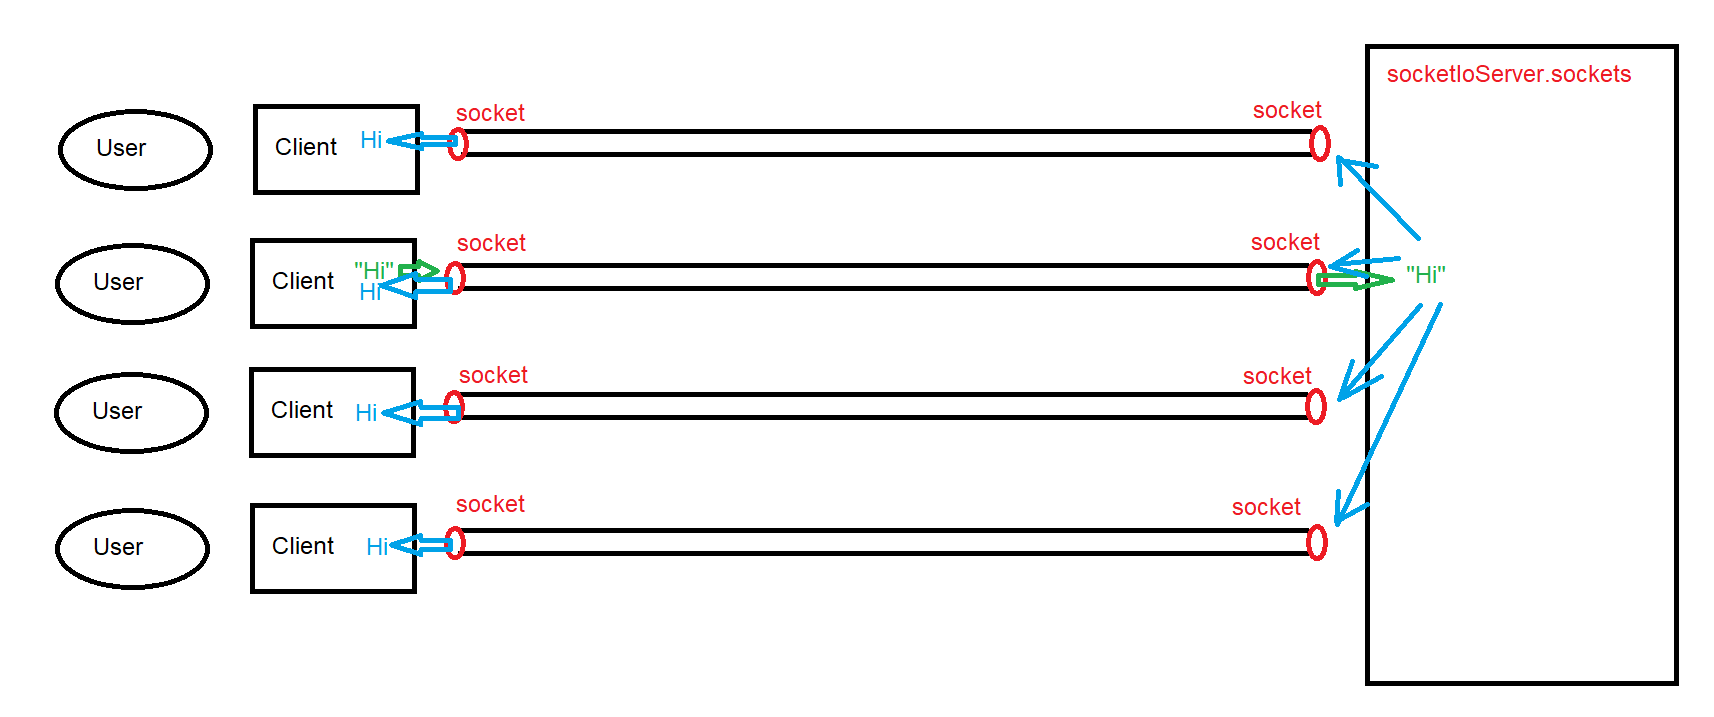 socketIoServer.sockets
socket
socket
User
Client
Hi
socket
socket
User
Client
"Hi"
Hi
"Hi"
socket
socket
User
Client
Hi
socket
socket
User
Client
Hi